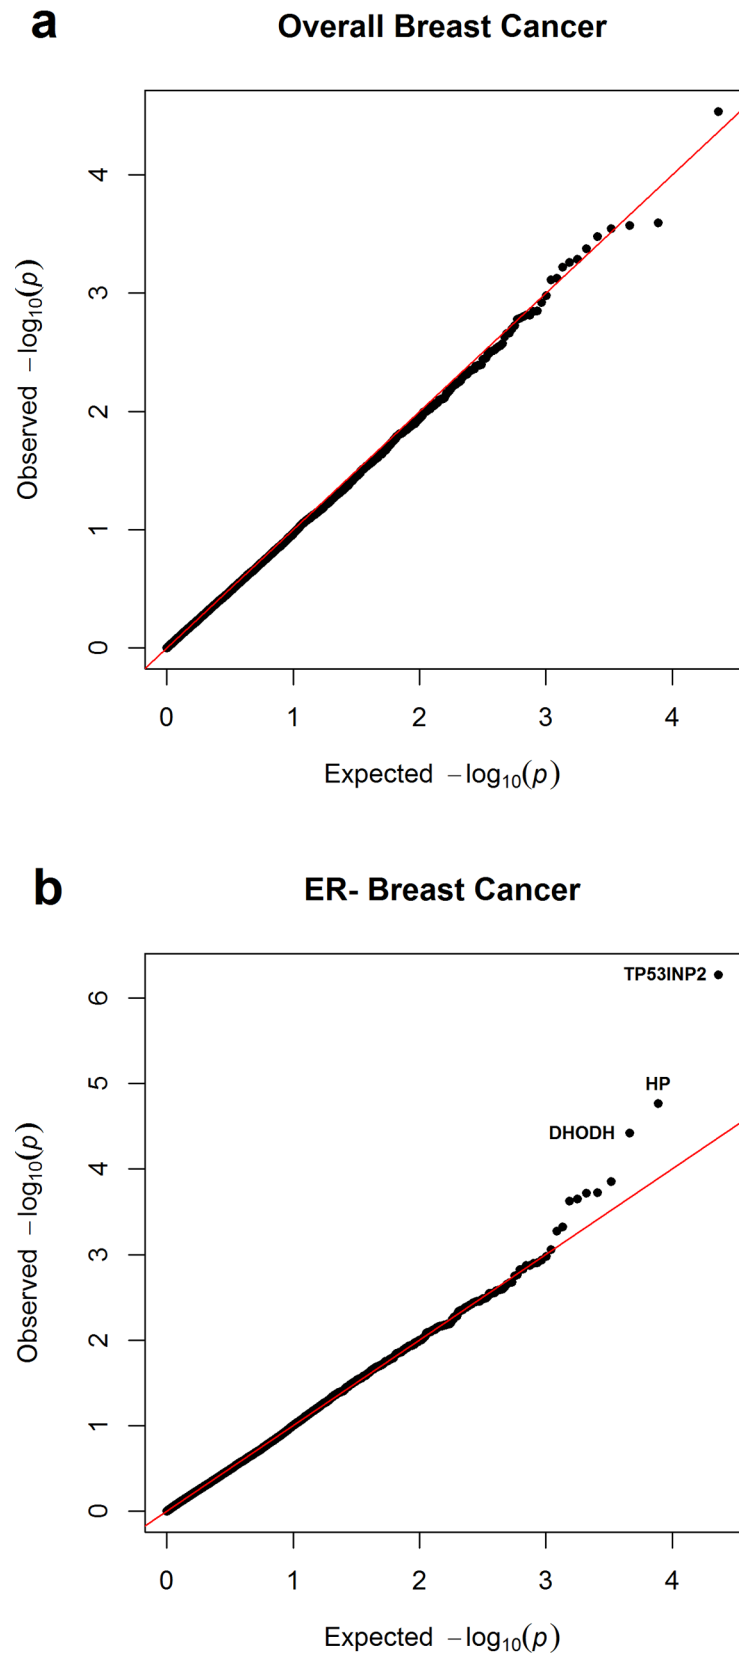 a
Overall Breast Cancer
4
3
2
1
0
Observed −log10(p)
0 1 2 3 4
Expected −log10(p)
b
ER- Breast Cancer
TP53INP2
HP
DHODH
6
5
4
3
2
1
0
Observed −log10(p)
0 1 2 3 4
Expected −log10(p)